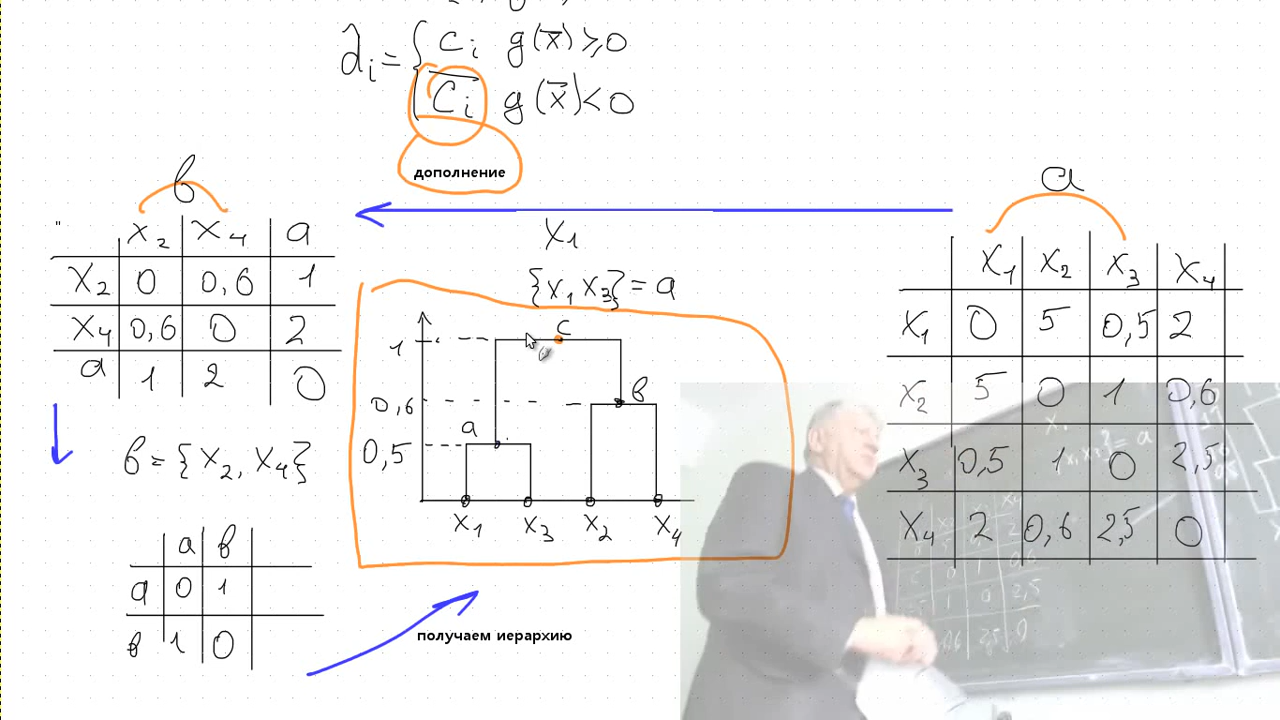 λi = { Ci g(x̄) ≥ 0
C̄i g(x̄) < 0
дополнение
в
x2 x4 a
x2 0 0,6 1
x4 0,6 0 2
a 1 2 0
в = {x2, x4}
a в
a 0 1
в 1 0
x1
{x1 x3} = a
1
0,6
0,5
c
в
a
x1 x3 x2 x4
получаем иерархию
a
x1 x2 x3 x4
x1 0 5 0,5 2
x2 5 0 1 0,6
x3 0,5 1 0 2,5
x4 2 0,6 2,5 0